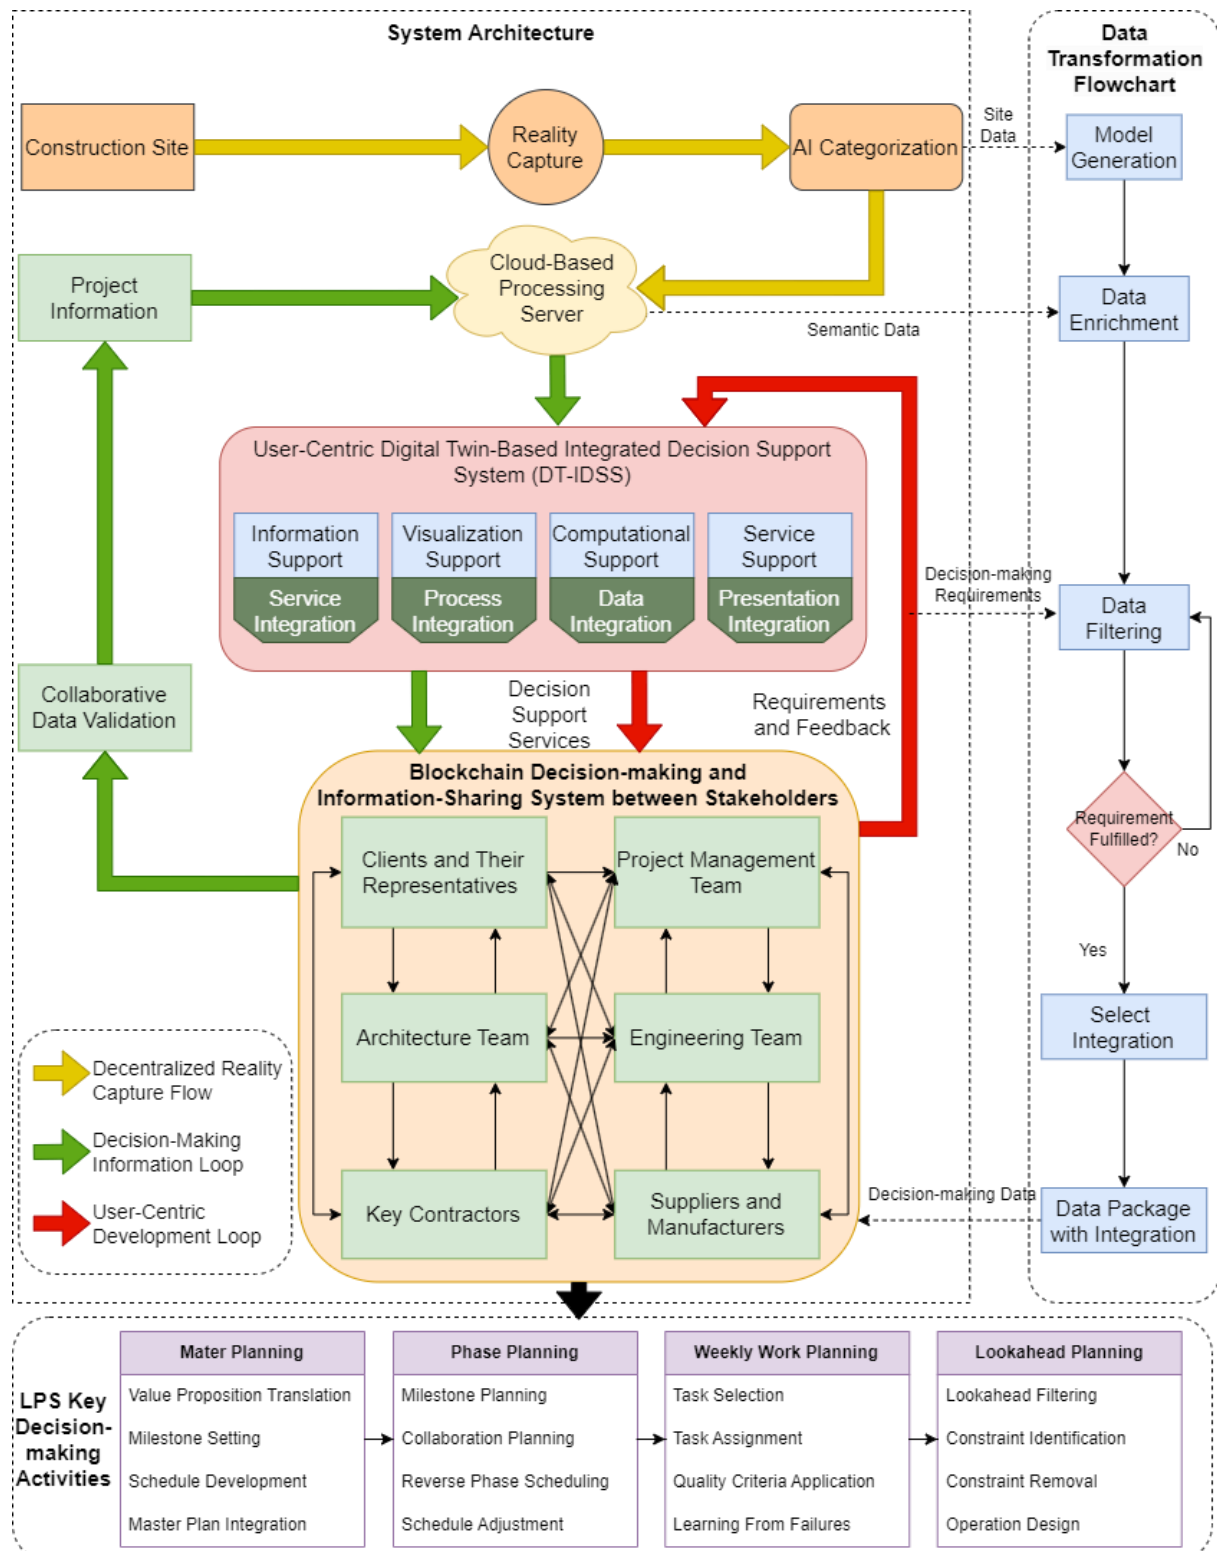 System Architecture
Data
Transformation
Flowchart
Construction Site
Reality
Capture
AI Categorization
Site
Data
Model
Generation
Project
Information
Cloud-Based
Processing
Server
Semantic Data
Data
Enrichment
User-Centric Digital Twin-Based Integrated Decision Support
System (DT-IDSS)
Information
Support
Visualization
Support
Computational
Support
Service
Support
Service
Integration
Process
Integration
Data
Integration
Presentation
Integration
Decision-making
Requirements
Data
Filtering
Collaborative
Data Validation
Decision
Support
Services
Requirements
and Feedback
Blockchain Decision-making and
Information-Sharing System between Stakeholders
Requirement
Fulfilled?
No
Yes
Clients and Their
Representatives
Project Management
Team
Architecture Team
Engineering Team
Select
Integration
Key Contractors
Suppliers and
Manufacturers
Decision-making Data
Data Package
with Integration
Decentralized Reality
Capture Flow
Decision-Making
Information Loop
User-Centric
Development Loop
LPS Key
Decision-
making
Activities
Mater Planning
Value Proposition Translation
Milestone Setting
Schedule Development
Master Plan Integration
Phase Planning
Milestone Planning
Collaboration Planning
Reverse Phase Scheduling
Schedule Adjustment
Weekly Work Planning
Task Selection
Task Assignment
Quality Criteria Application
Learning From Failures
Lookahead Planning
Lookahead Filtering
Constraint Identification
Constraint Removal
Operation Design